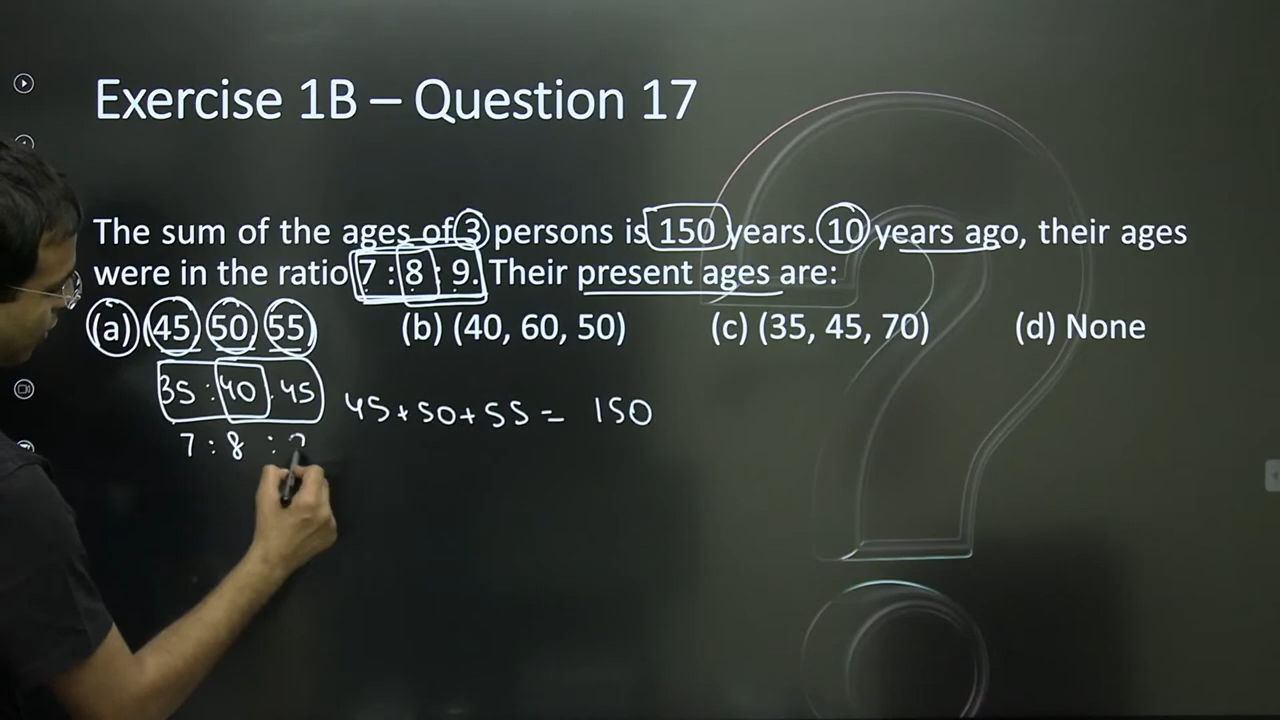 Exercise 1B – Question 17
The sum of the ages of 3 persons is 150 years. 10 years ago, their ages
were in the ratio 7 : 8 : 9. Their present ages are:
(a) (45, 50, 55) (b) (40, 60, 50) (c) (35, 45, 70) (d) None
35 : 40 : 45
45 + 50 + 55 = 150
7 : 8 :